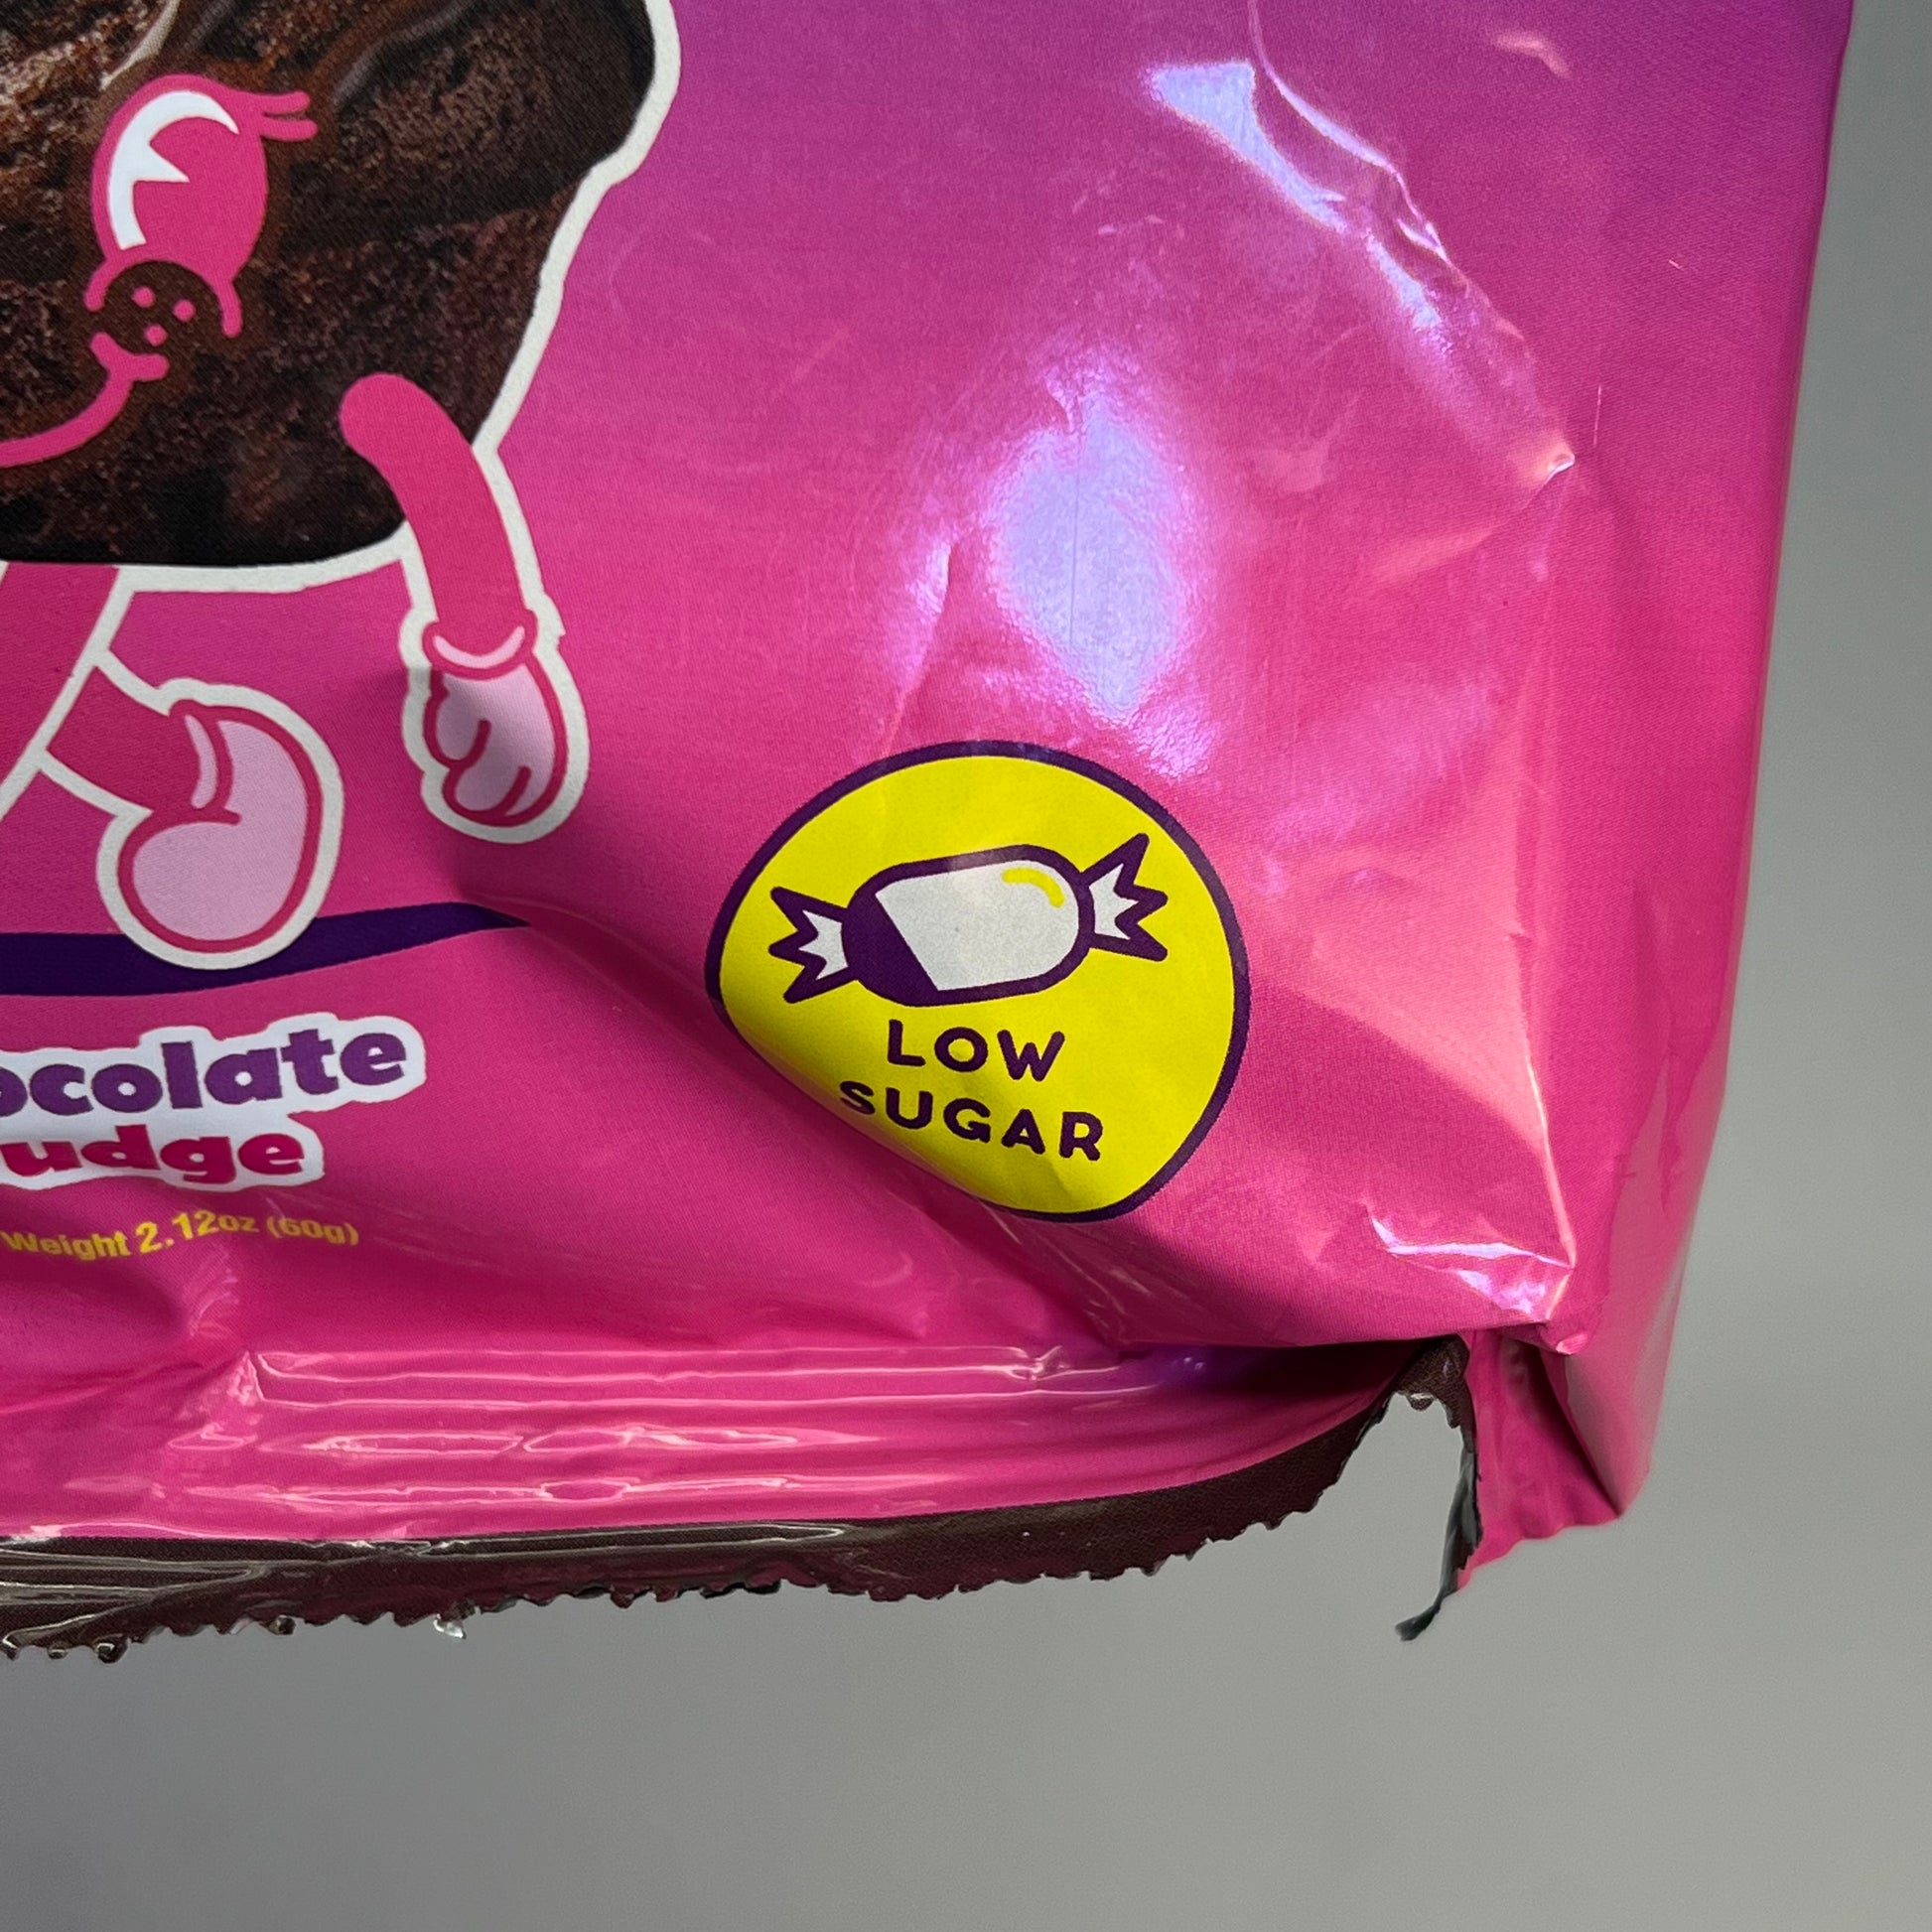 ocolate
udge
Weight 2.12oz (60g)
LOW
SUGAR